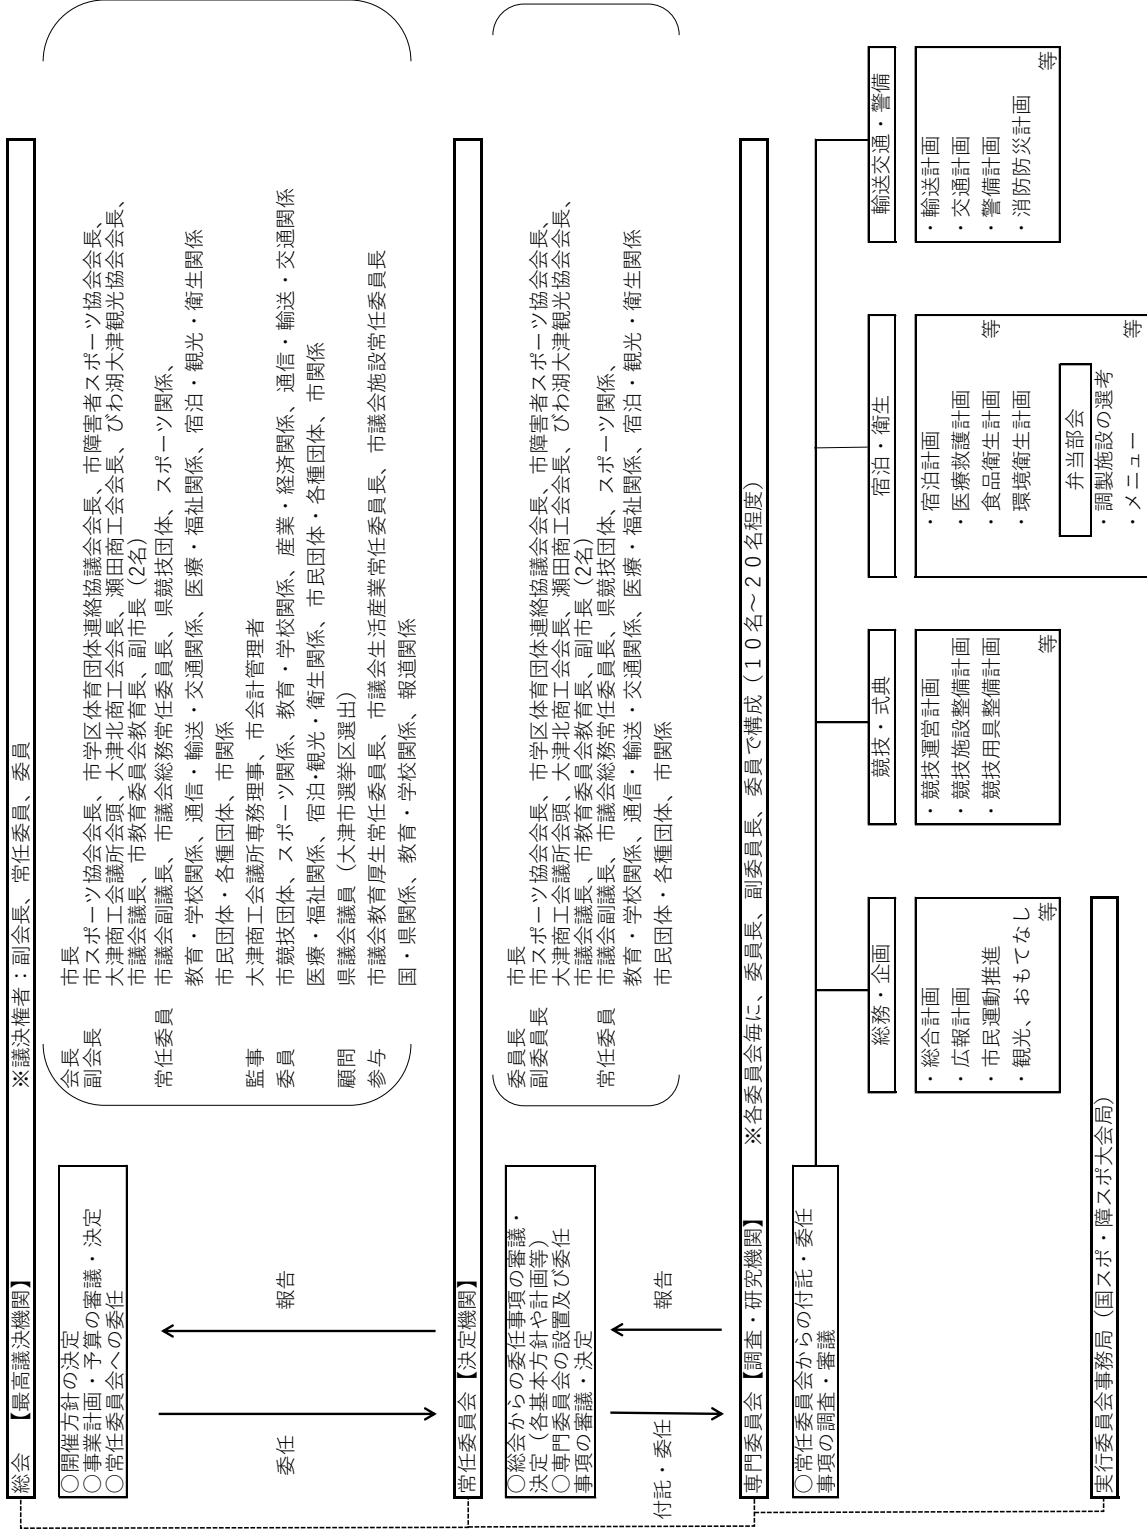 総会　【最高議決機関】　※議決権者：副会長、常任委員、委員
○開催方針の決定
○事業計画・予算の審議・決定
○常任委員会への委任
会長　市長
副会長　市スポーツ協会会長、市学区体育団体連絡協議会会長、市障害者スポーツ協会会長、
大津商工会議所会頭、大津北商工会会長、瀬田商工会会長、びわ湖大津観光協会会長、
市議会議長、市教育委員会教育長、副市長（2名）
常任委員　市議会副議長、市議会総務常任委員長、県競技団体、スポーツ関係、
教育・学校関係、通信・輸送・交通関係、医療・福祉関係、宿泊・観光・衛生関係
市民団体・各種団体、市関係
監事　大津商工会議所専務理事、市会計管理者
委員　市競技団体、スポーツ関係、教育・学校関係、産業・経済関係、通信・輸送・交通関係
医療・福祉関係、宿泊・観光・衛生関係、市民団体・各種団体、市関係
顧問　県議会議員（大津市選挙区選出）
参与　市議会教育厚生常任委員長、市議会生活産業常任委員長、市議会施設常任委員長
国・県関係、教育・学校関係、報道関係
委任
報告
常任委員会【決定機関】
○総会からの委任事項の審議・
決定（各基本方針や計画等）
○専門委員会の設置及び委任
事項の審議・決定
委員長　市長
副委員長　市スポーツ協会会長、市学区体育団体連絡協議会会長、市障害者スポーツ協会会長、
大津商工会議所会頭、大津北商工会会長、瀬田商工会会長、びわ湖大津観光協会会長、
市議会議長、市教育委員会教育長、副市長（2名）
常任委員　市議会副議長、市議会総務常任委員長、県競技団体、スポーツ関係、
教育・学校関係、通信・輸送・交通関係、医療・福祉関係、宿泊・観光・衛生関係
市民団体・各種団体、市関係
付託・委任
報告
専門委員会【調査・研究機関】　※各委員会毎に、委員長、副委員長、委員で構成（１０名～２０名程度）
○常任委員会からの付託・委任
事項の調査・審議
総務・企画
・総合計画
・広報計画
・市民運動推進
・観光、おもてなし
等
競技・式典
・競技運営計画
・競技施設整備計画
・競技用具整備計画
等
宿泊・衛生
・宿泊計画
・医療救護計画
・食品衛生計画　等
・環境衛生計画
弁当部会
・調製施設の選考
・メニュー　等
輸送交通・警備
・輸送計画
・交通計画
・警備計画
・消防防災計画
等
実行委員会事務局（国スポ・障スポ大会局）